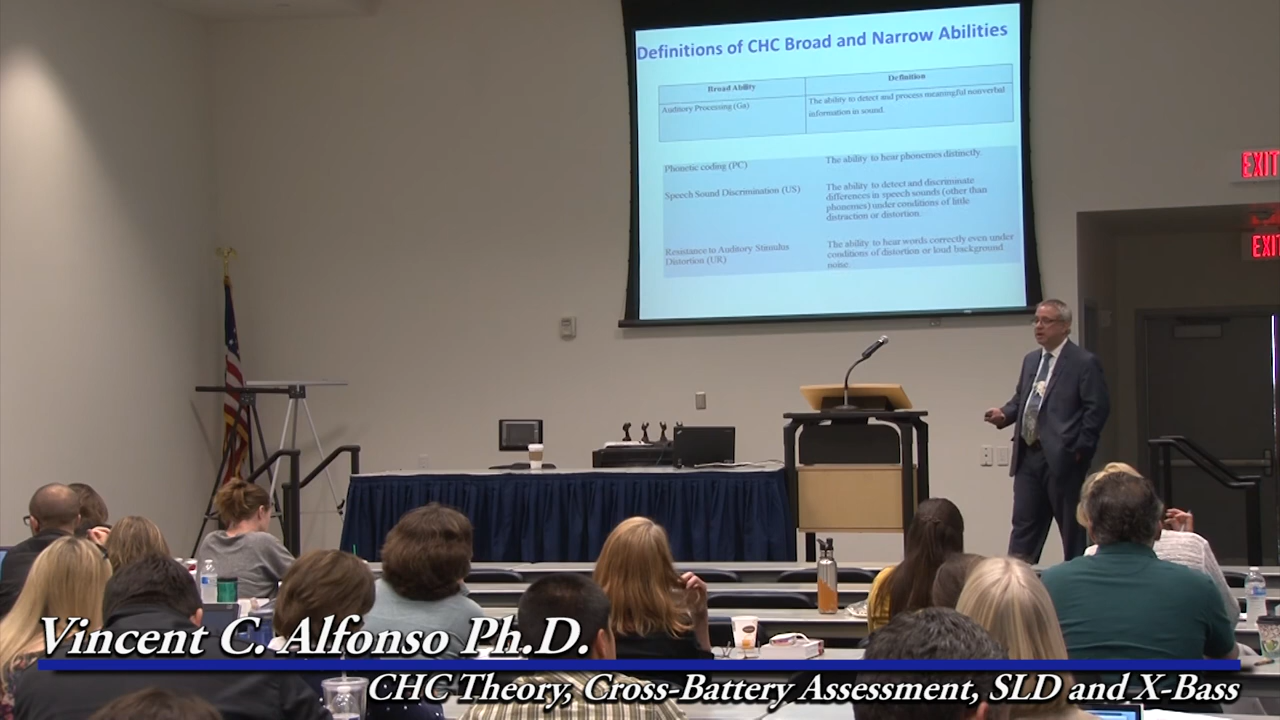 Definitions of CHC Broad and Narrow Abilities
Broad Ability
Definition
Auditory Processing (Ga)
The ability to detect and process meaningful nonverbal
information in sound.
Phonetic coding (PC)
The ability to hear phonemes distinctly.
Speech Sound Discrimination (US)
The ability to detect and discriminate
differences in speech sounds (other than
phonemes) under conditions of little
distraction or distortion.
Resistance to Auditory Stimulus
Distortion (UR)
The ability to hear words correctly even under
conditions of distortion or loud background
noise.
EXIT
EXIT
Vincent C. Alfonso Ph.D.
CHC Theory, Cross-Battery Assessment, SLD and X-Bass